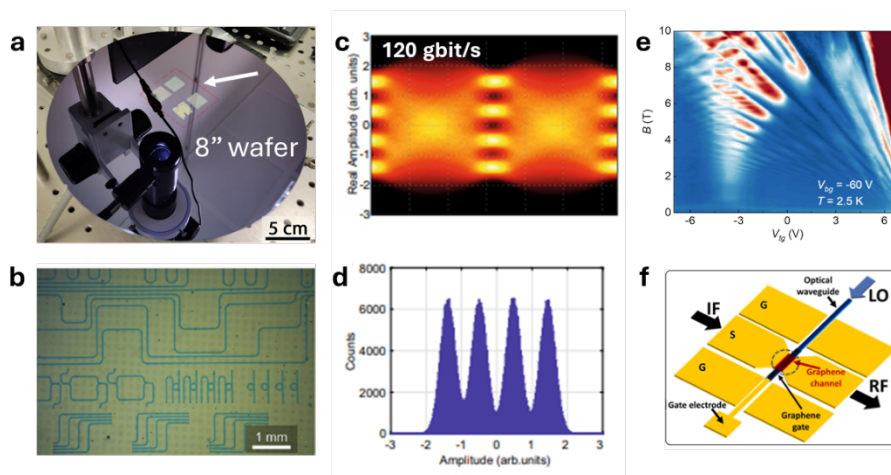 a
8” wafer
5 cm
b
1 mm
c
120 gbit/s
Real Amplitude (arb. units)
3
2
1
0
-1
-2
-3
d
8000
6000
4000
2000
0
Counts
-3 -2 -1 0 1 2 3
Amplitude (arb.units)
e
10
8
6
4
2
0
B (T)
V_bg = -60 V
T = 2.5 K
-6 -3 0 3 6
V_tg (V)
f
Optical
waveguide
LO
IF
G
S
G
Graphene
channel
RF
Gate electrode
Graphene
gate